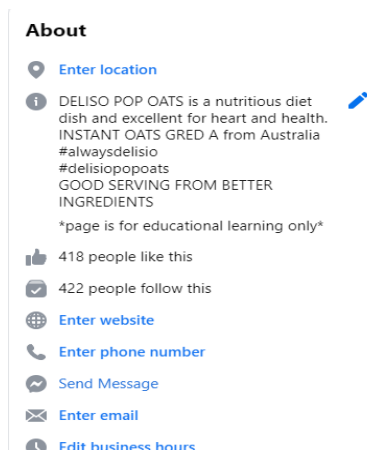 About
Enter location
DELISO POP OATS is a nutritious diet
dish and excellent for heart and health.
INSTANT OATS GRED A from Australia
#alwaysdelisio
#delisiopopoats
GOOD SERVING FROM BETTER
INGREDIENTS
*page is for educational learning only*
418 people like this
422 people follow this
Enter website
Enter phone number
Send Message
Enter email
Edit business hours